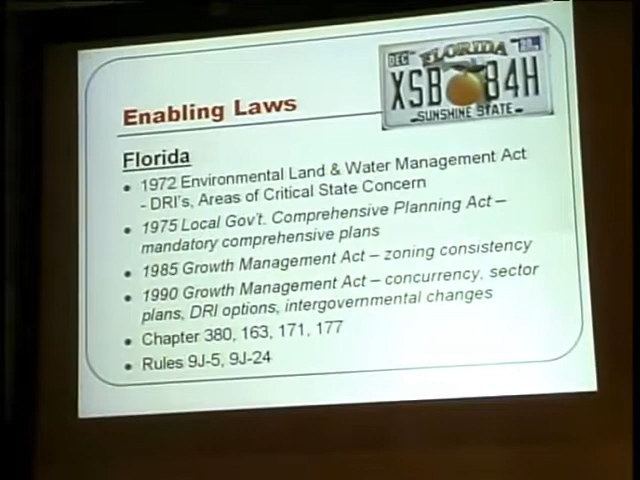 DEC
FLORIDA
XSB 84H
SUNSHINE STATE
Enabling Laws
Florida
• 1972 Environmental Land & Water Management Act
- DRI's, Areas of Critical State Concern
• 1975 Local Gov't. Comprehensive Planning Act –
mandatory comprehensive plans
• 1985 Growth Management Act – zoning consistency
• 1990 Growth Management Act – concurrency, sector
plans, DRI options, intergovernmental changes
• Chapter 380, 163, 171, 177
• Rules 9J-5, 9J-24